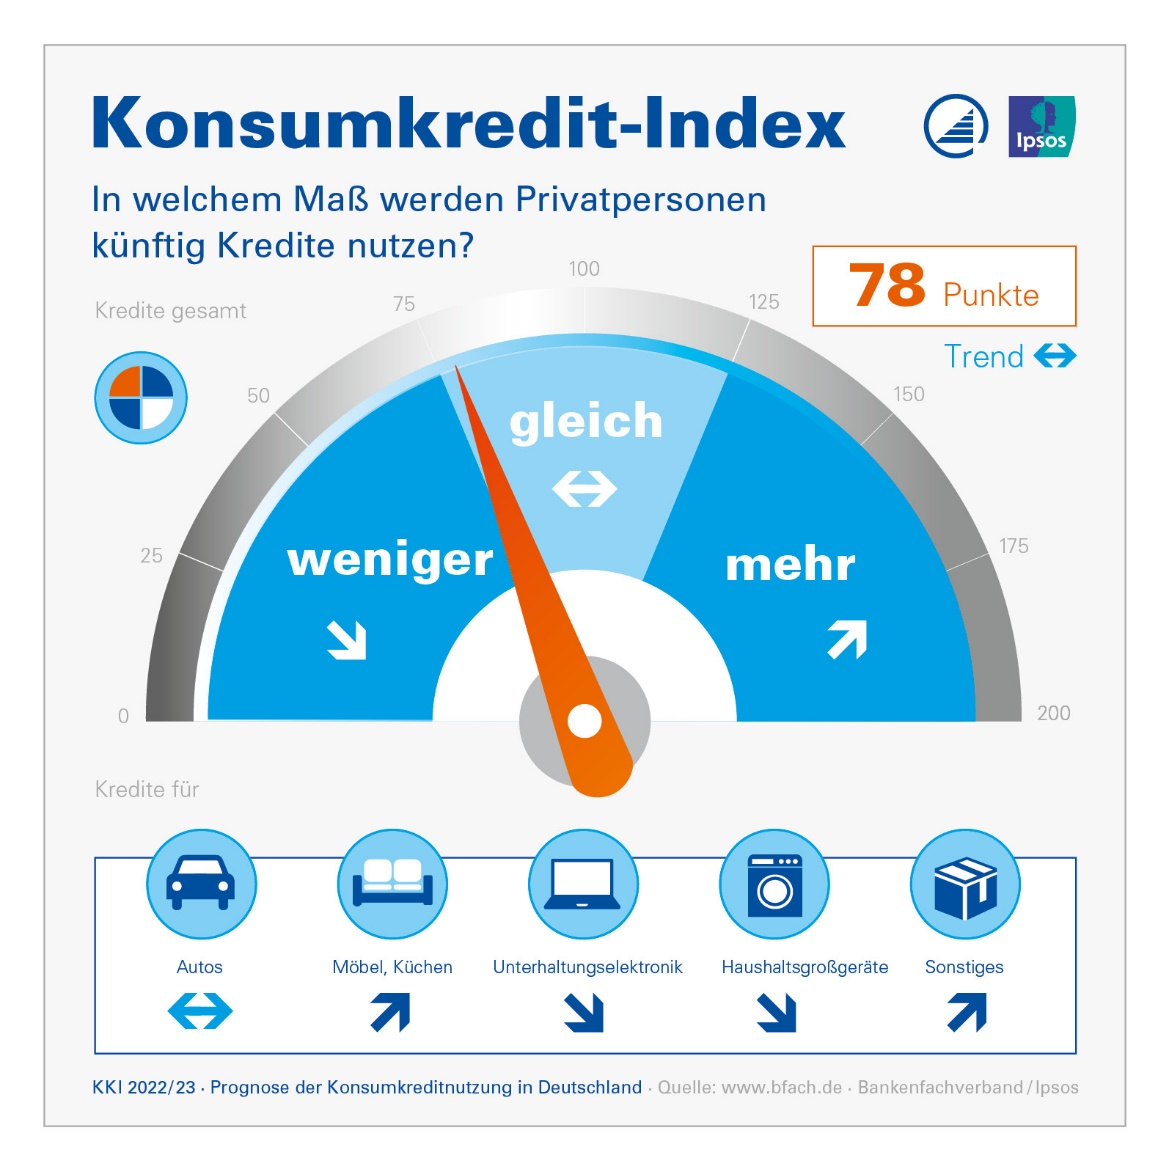 Konsumkredit-Index
Ipsos
In welchem Maß werden Privatpersonen
künftig Kredite nutzen?
78 Punkte
Trend
Kredite gesamt
0
25
50
75
100
125
150
175
200
weniger
gleich
mehr
Kredite für
Autos
Möbel, Küchen
Unterhaltungselektronik
Haushaltsgroßgeräte
Sonstiges
KKI 2022/23 · Prognose der Konsumkreditnutzung in Deutschland · Quelle: www.bfach.de · Bankenfachverband/Ipsos